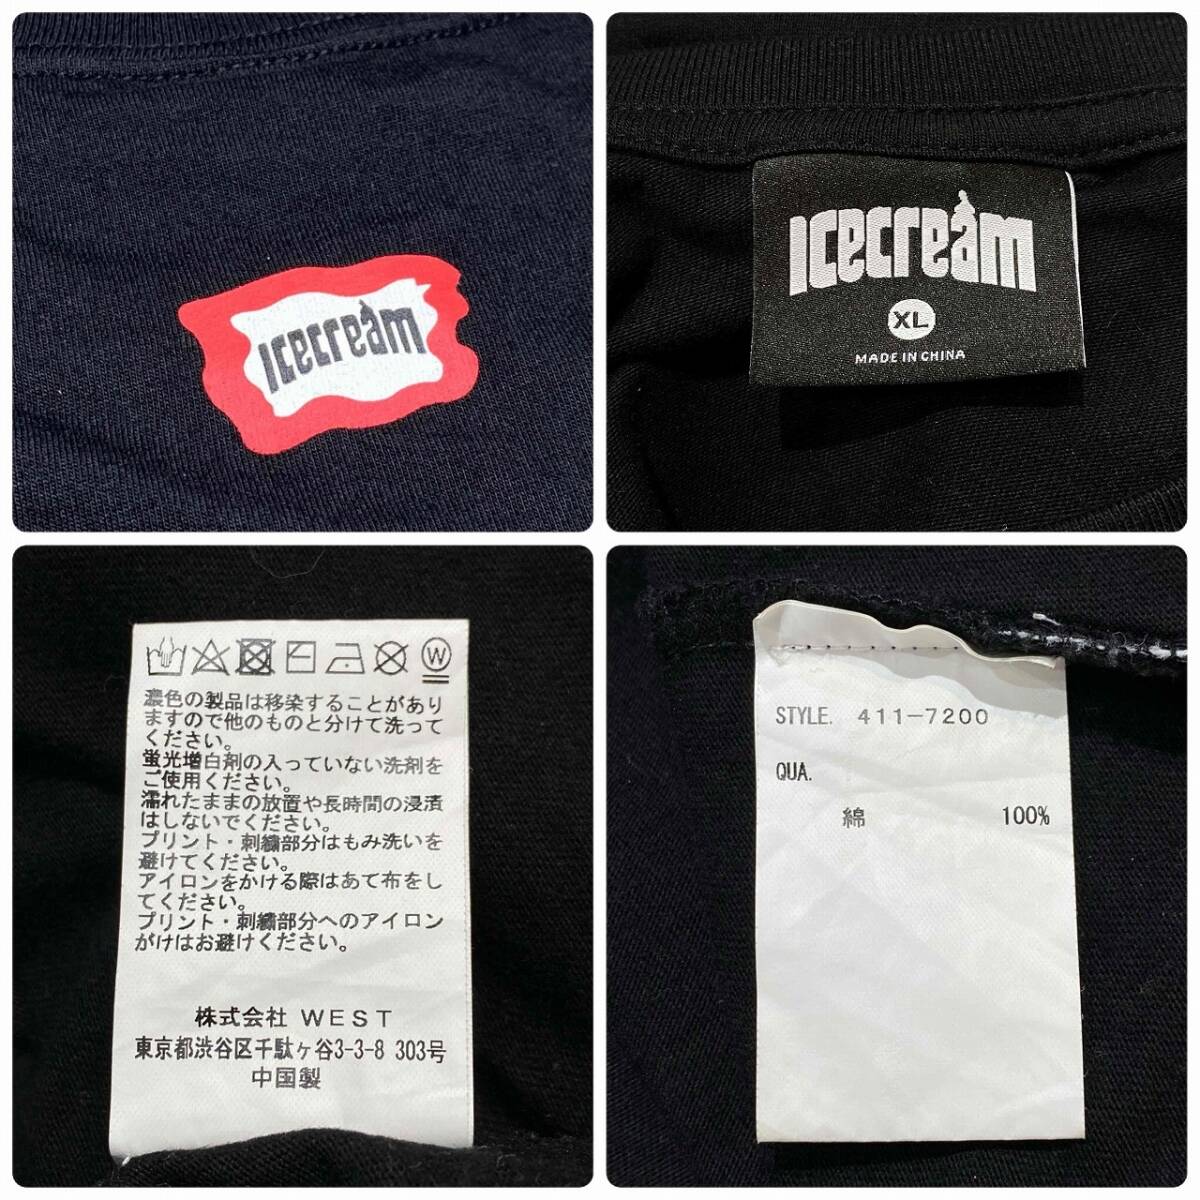 Icecream
Icecream
XL
MADE IN CHINA
W
濃色の製品は移染することがあり
ますので他のものと分けて洗って
ください。
蛍光増白剤の入っていない洗剤を
ご使用ください。
濡れたままの放置や長時間の浸漬
はしないでください。
プリント・刺繍部分はもみ洗いを
避けてください。
アイロンをかける際はあて布をし
てください。
プリント・刺繍部分へのアイロン
がけはお避けください。
株式会社 WEST
東京都渋谷区千駄ヶ谷3-3-8 303号
中国製
STYLE. 411-7200
QUA.
綿 100%